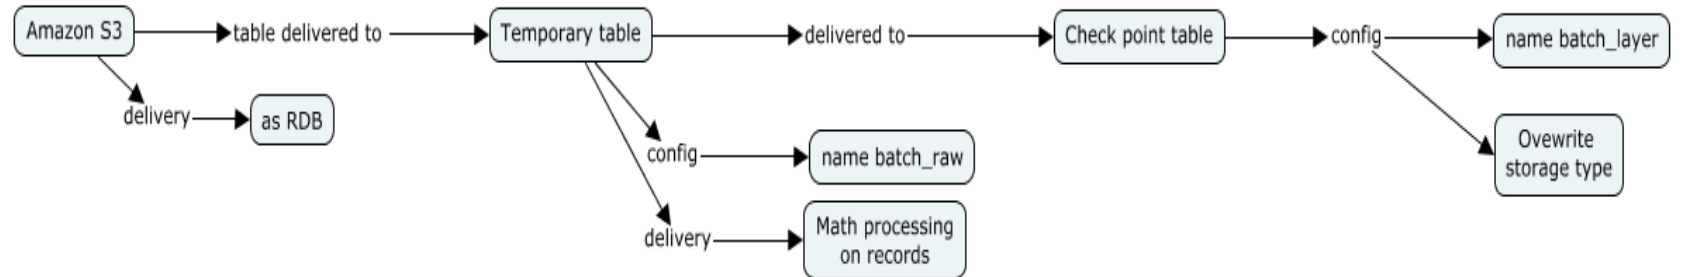 Amazon S3
table delivered to
Temporary table
delivered to
Check point table
config
name batch_layer
delivery
as RDB
config
name batch_raw
Ovewrite
storage type
delivery
Math processing
on records